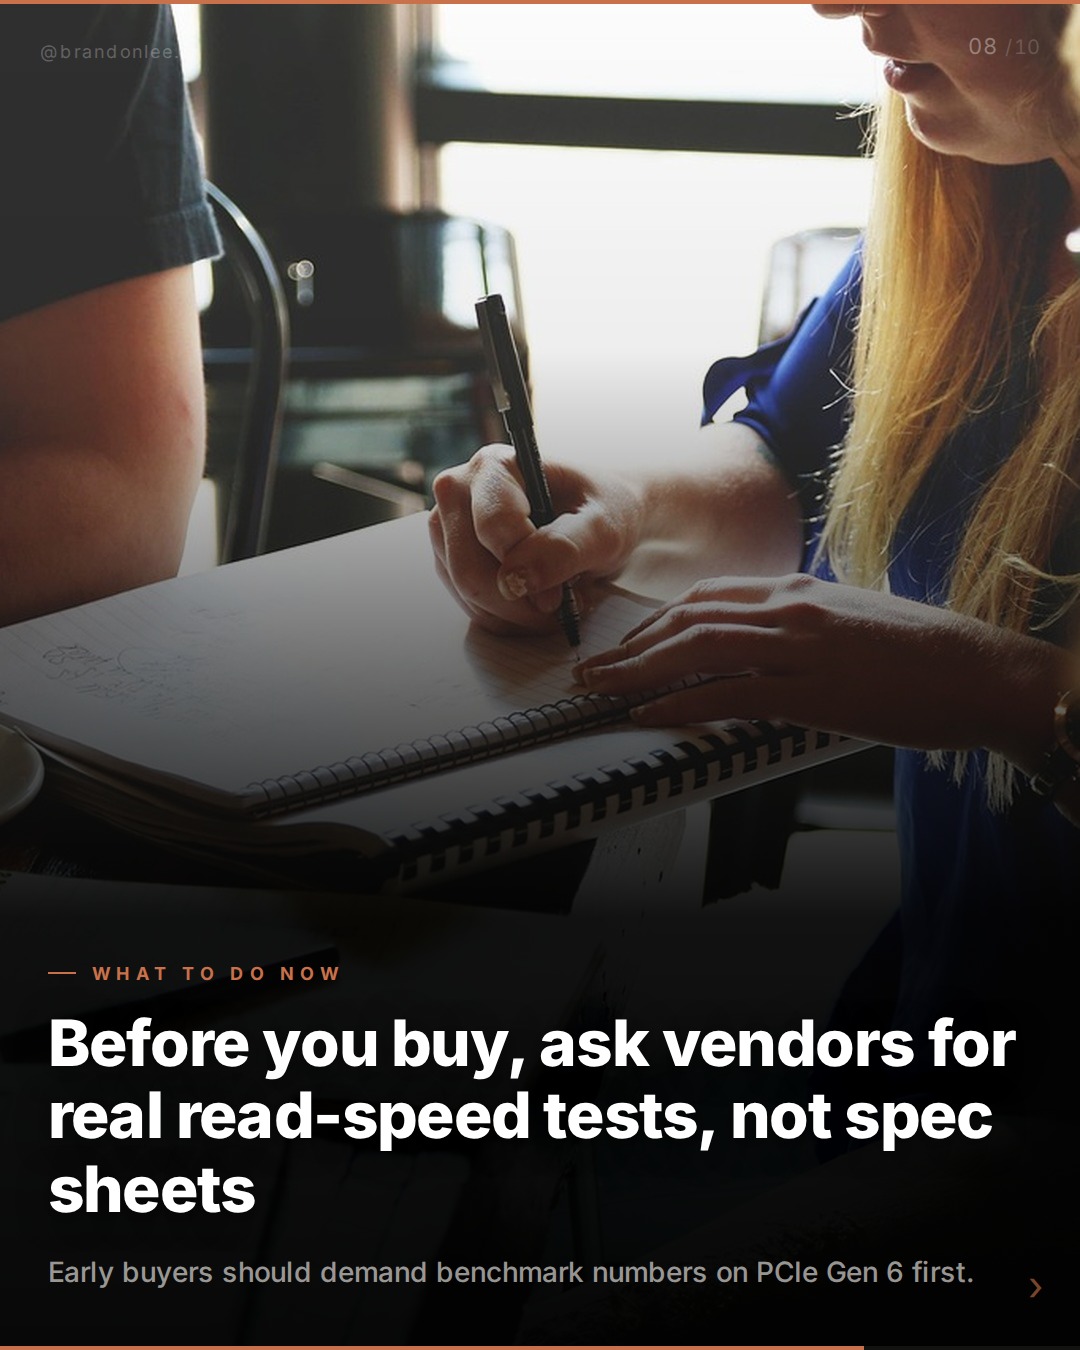 @brandonlee.
08 /10
WHAT TO DO NOW
Before you buy, ask vendors for
real read-speed tests, not spec
sheets
Early buyers should demand benchmark numbers on PCIe Gen 6 first.